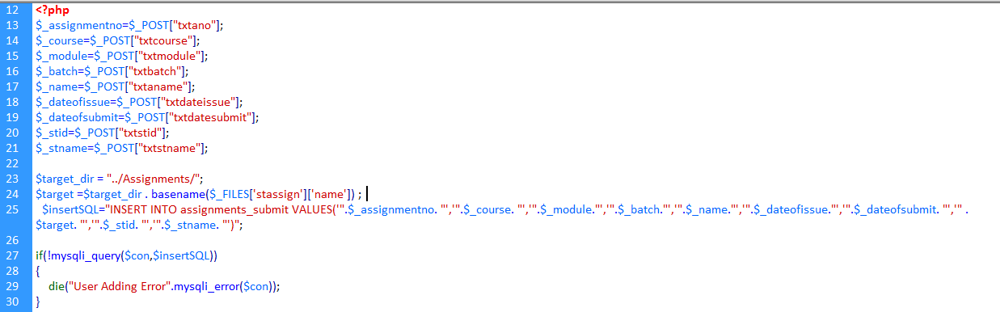 12 <?php
13 $_assignmentno=$_POST["txtano"];
14 $_course=$_POST["txtcourse"];
15 $_module=$_POST["txtmodule"];
16 $_batch=$_POST["txtbatch"];
17 $_name=$_POST["txtaname"];
18 $_dateofissue=$_POST["txtdateissue"];
19 $_dateofsubmit=$_POST["txtdatesubmit"];
20 $_stid=$_POST["txtstid"];
21 $_stname=$_POST["txtstname"];
22
23 $target_dir = "../Assignments/";
24 $target =$target_dir . basename($_FILES['stassign']['name']) ;
25 $insertSQL="INSERT INTO assignments_submit VALUES('".$_assignmentno. "','".$_course. "','".$_module."','".$_batch."','".$_name."','".$_dateofissue."','".$_dateofsubmit. "','" .
$target. "','".$_stid. "','".$_stname. "')";
26
27 if(!mysqli_query($con,$insertSQL))
28 {
29 die("User Adding Error".mysqli_error($con));
30 }